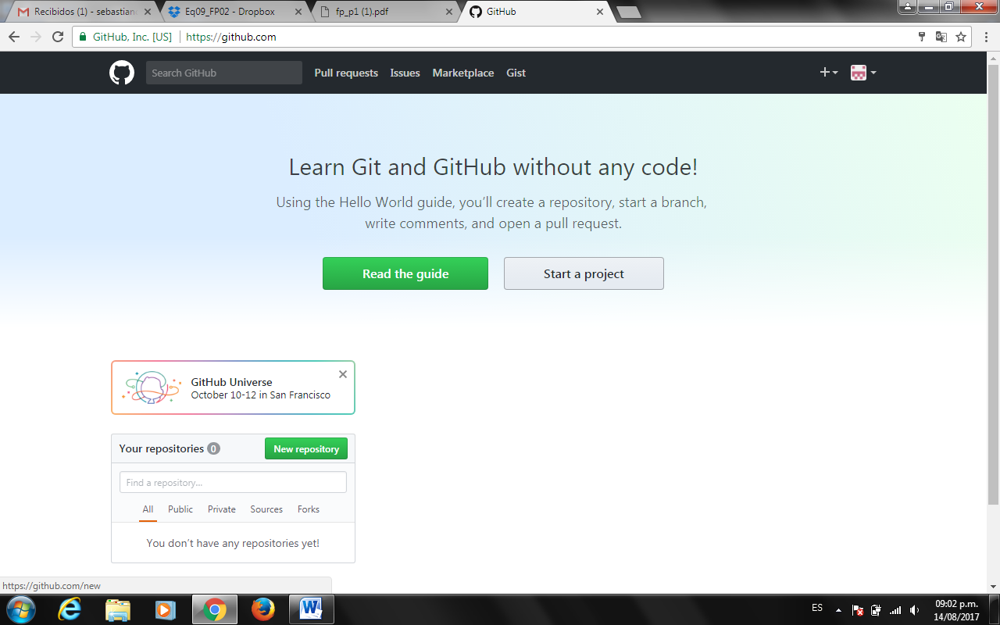 Recibidos (1) - sebastian
Eq09_FP02 - Dropbox
fp_p1 (1).pdf
GitHub
GitHub, Inc. [US]
https://github.com
Search GitHub
Pull requests
Issues
Marketplace
Gist
Learn Git and GitHub without any code!
Using the Hello World guide, you’ll create a repository, start a branch,
write comments, and open a pull request.
Read the guide
Start a project
GitHub Universe
October 10-12 in San Francisco
Your repositories 0
New repository
Find a repository...
All
Public
Private
Sources
Forks
You don’t have any repositories yet!
https://github.com/new
ES
09:02 p.m.
14/08/2017